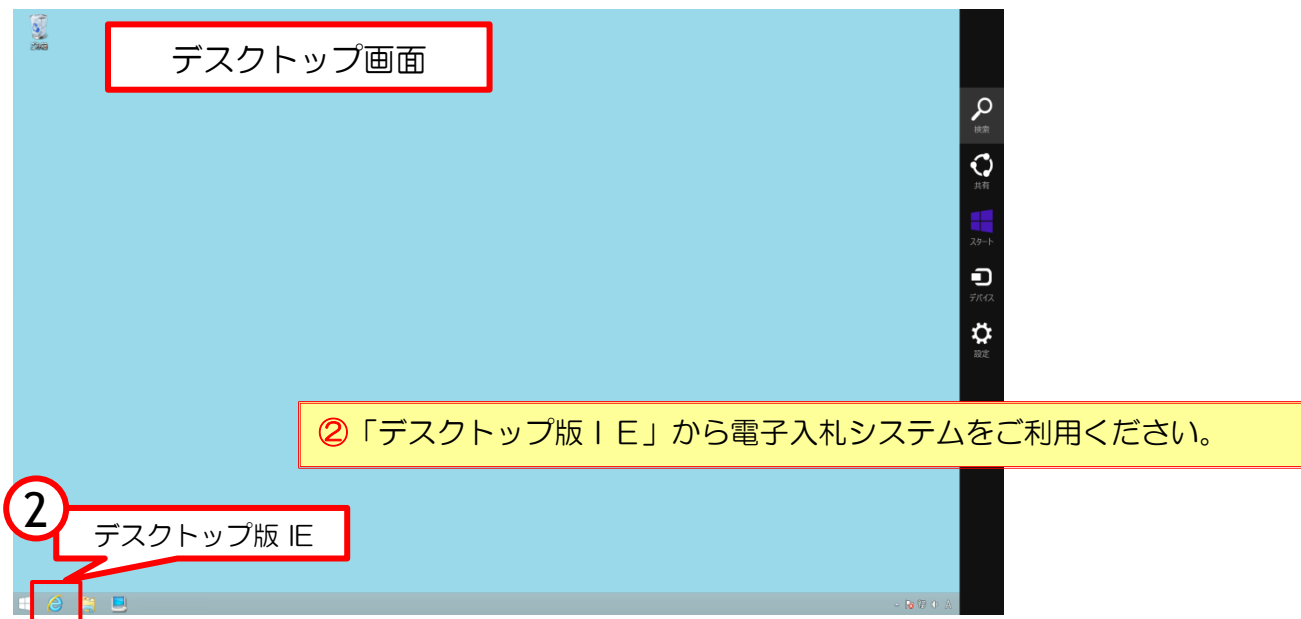 ごみ箱
デスクトップ画面
検索
共有
スタート
デバイス
設定
②「デスクトップ版ＩＥ」から電子入札システムをご利用ください。
2
デスクトップ版 IE
A